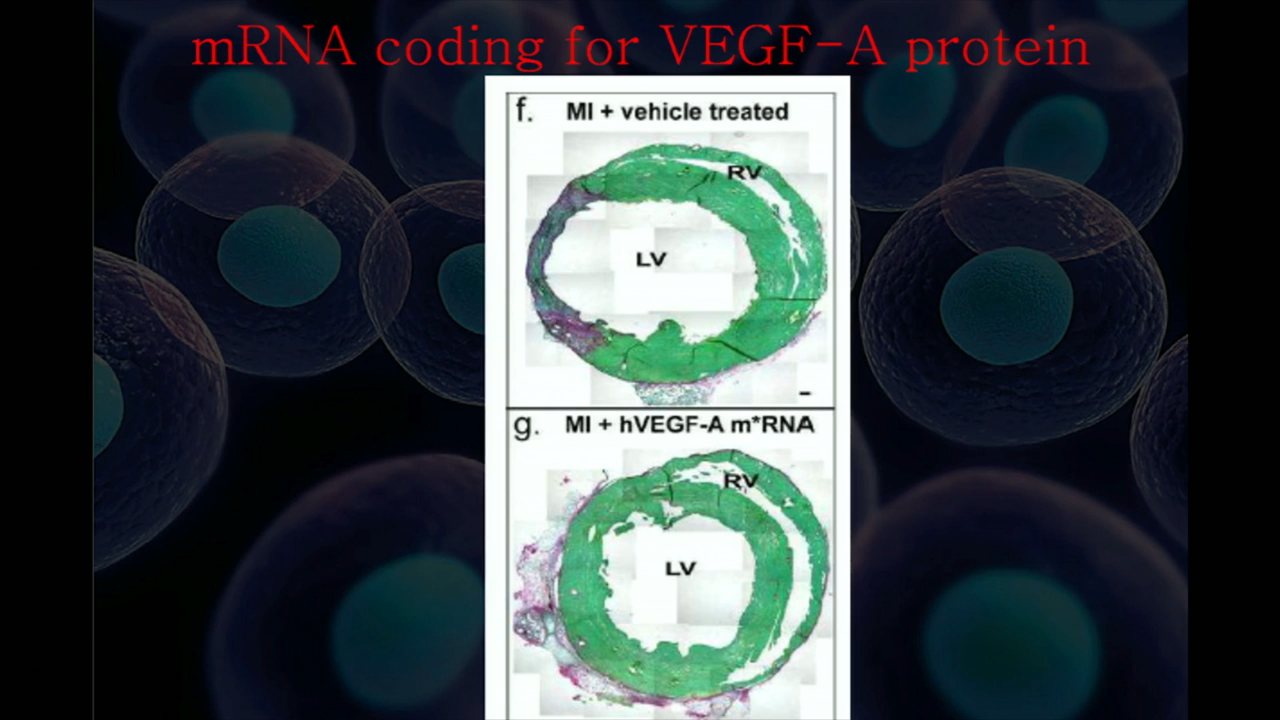 mRNA coding for VEGF-A protein
f. MI + vehicle treated
RV
LV
g. MI + hVEGF-A m*RNA
RV
LV